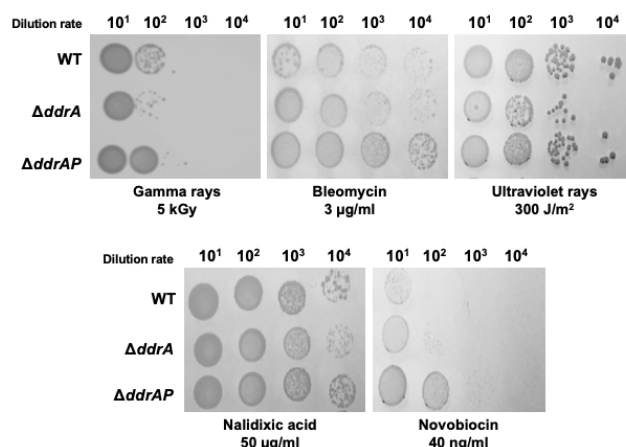 Dilution rate 10¹ 10² 10³ 10⁴ 10¹ 10² 10³ 10⁴ 10¹ 10² 10³ 10⁴
WT
ΔddrA
ΔddrAP
Gamma rays Bleomycin Ultraviolet rays
5 kGy 3 µg/ml 300 J/m²
Dilution rate 10¹ 10² 10³ 10⁴ 10¹ 10² 10³ 10⁴
WT
ΔddrA
ΔddrAP
Nalidixic acid Novobiocin
50 µg/ml 40 ng/ml